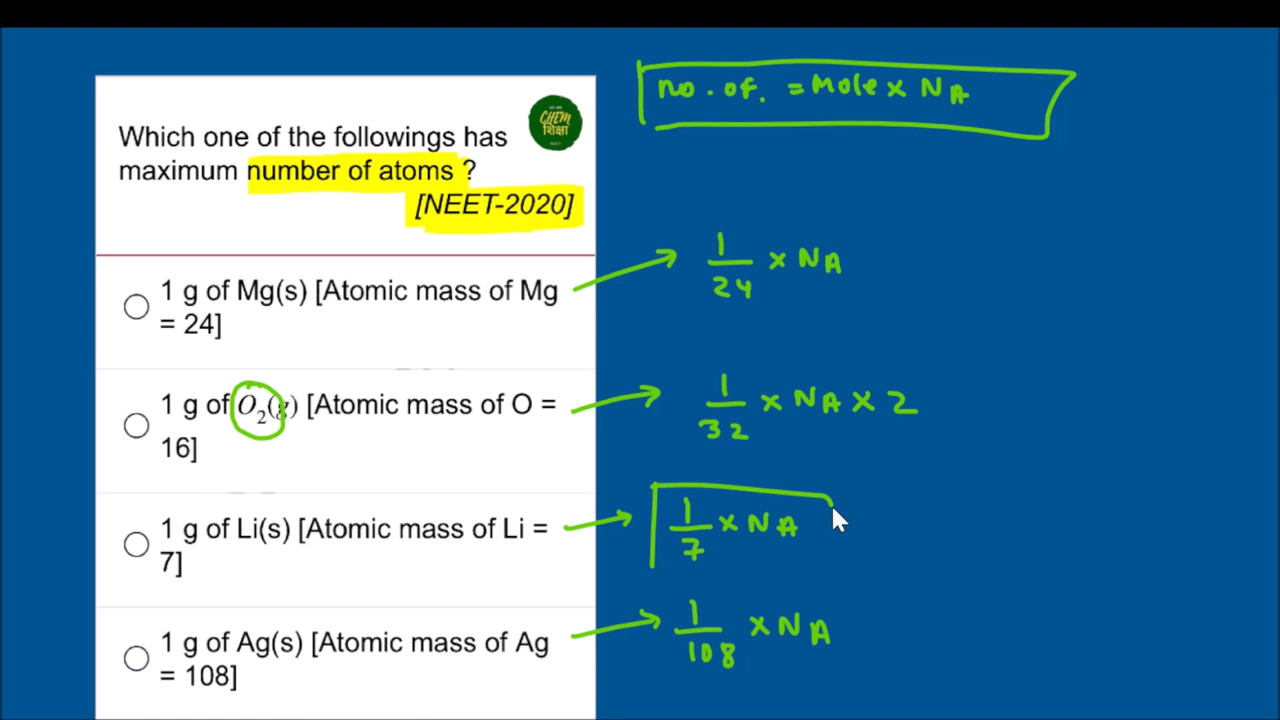 no. of. = Mole x NA
CHEM
शिक्षा
Which one of the followings has
maximum number of atoms ?
[NEET-2020]
1 g of Mg(s) [Atomic mass of Mg
= 24]
1/24 x NA
1 g of O2(g) [Atomic mass of O =
16]
1/32 x NA x 2
1 g of Li(s) [Atomic mass of Li =
7]
1/7 x NA
1 g of Ag(s) [Atomic mass of Ag
= 108]
1/108 x NA